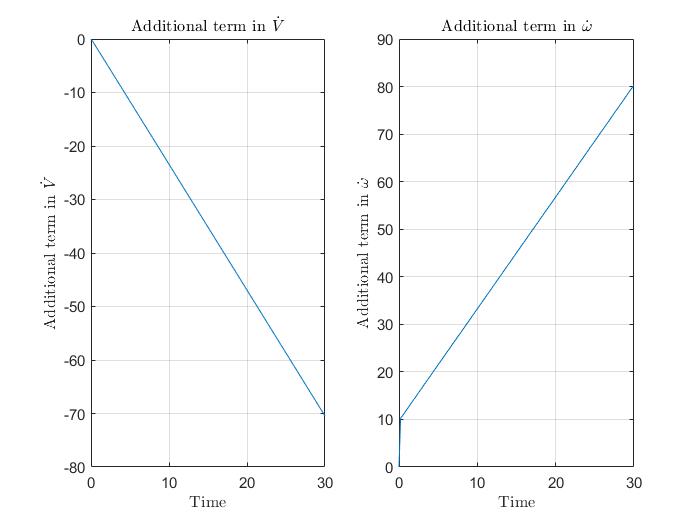 Additional term in V̇
Additional term in V̇
0
-10
-20
-30
-40
-50
-60
-70
-80
0 10 20 30
Time
Additional term in ω̇
Additional term in ω̇
90
80
70
60
50
40
30
20
10
0
0 10 20 30
Time